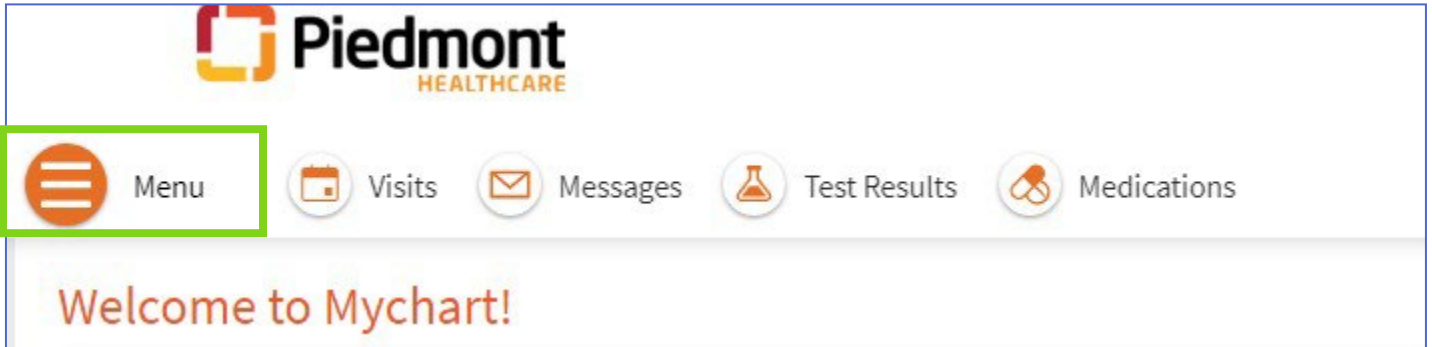 Piedmont
HEALTHCARE
Menu Visits Messages Test Results Medications
Welcome to Mychart!